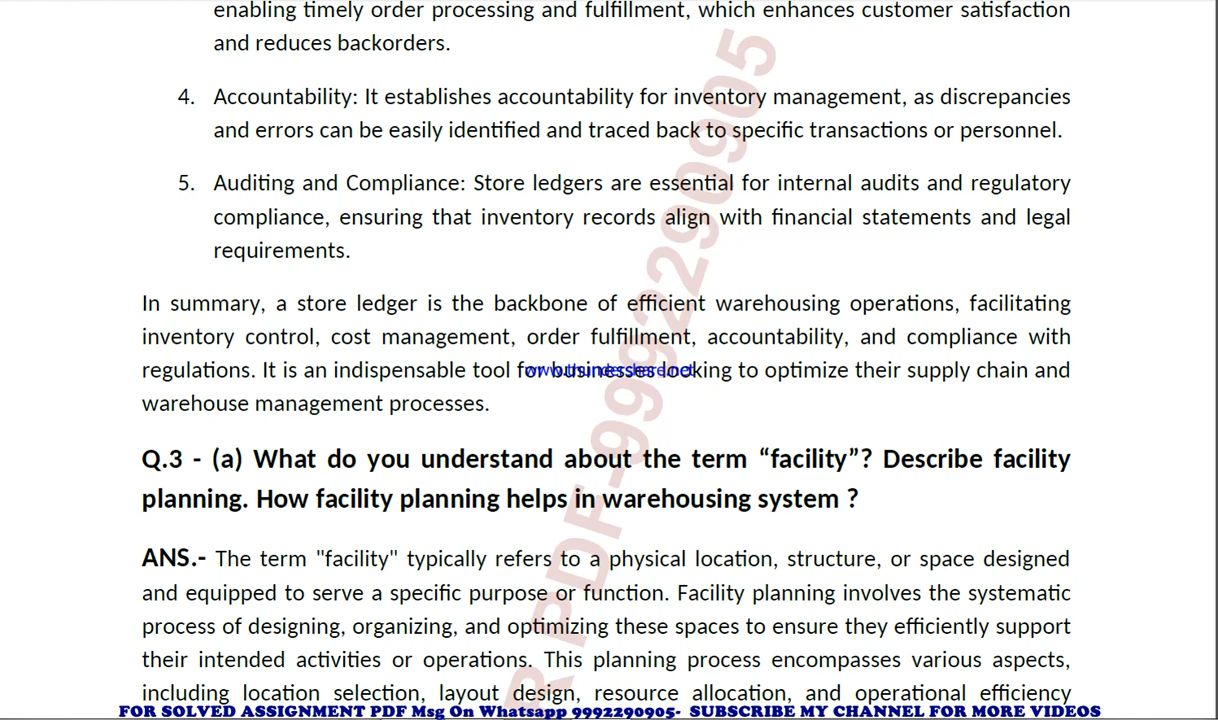 enabling timely order processing and fulfillment, which enhances customer satisfaction
and reduces backorders.
4. Accountability: It establishes accountability for inventory management, as discrepancies
and errors can be easily identified and traced back to specific transactions or personnel.
5. Auditing and Compliance: Store ledgers are essential for internal audits and regulatory
compliance, ensuring that inventory records align with financial statements and legal
requirements.
In summary, a store ledger is the backbone of efficient warehousing operations, facilitating
inventory control, cost management, order fulfillment, accountability, and compliance with
regulations. It is an indispensable tool for businesses looking to optimize their supply chain and
www.thundershare.net
warehouse management processes.
Q.3 - (a) What do you understand about the term “facility”? Describe facility
planning. How facility planning helps in warehousing system ?
ANS.- The term "facility" typically refers to a physical location, structure, or space designed
and equipped to serve a specific purpose or function. Facility planning involves the systematic
process of designing, organizing, and optimizing these spaces to ensure they efficiently support
their intended activities or operations. This planning process encompasses various aspects,
including location selection, layout design, resource allocation, and operational efficiency
R PDF-9992290905
FOR SOLVED ASSIGNMENT PDF Msg On Whatsapp 9992290905- SUBSCRIBE MY CHANNEL FOR MORE VIDEOS